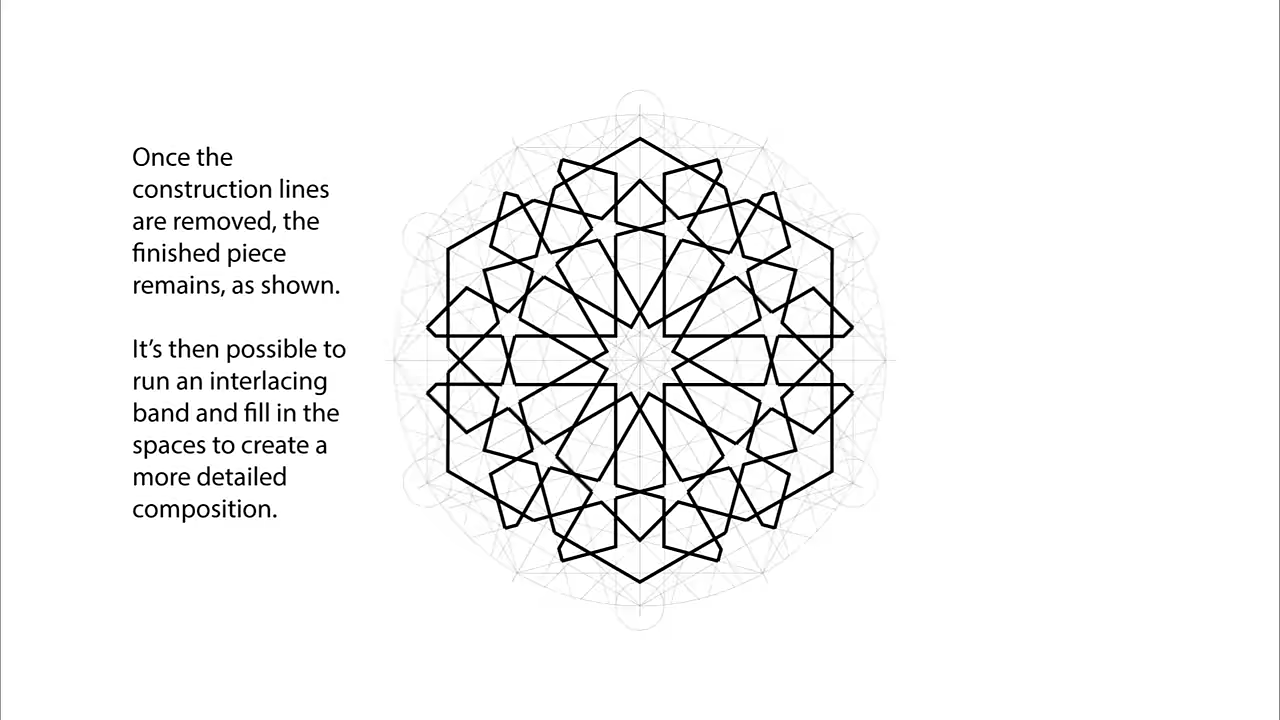 Once the
construction lines
are removed, the
finished piece
remains, as shown.
It’s then possible to
run an interlacing
band and fill in the
spaces to create a
more detailed
composition.